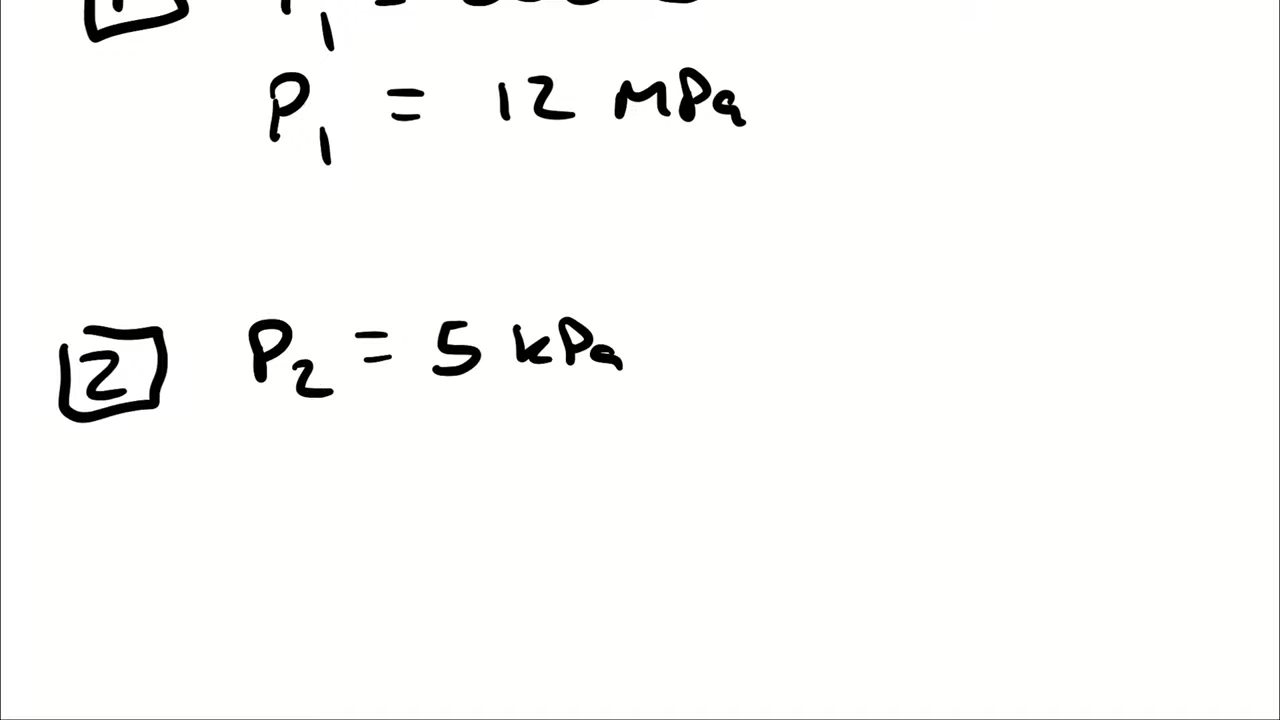 P₁ = 12 MPa
2 P₂ = 5 kPa